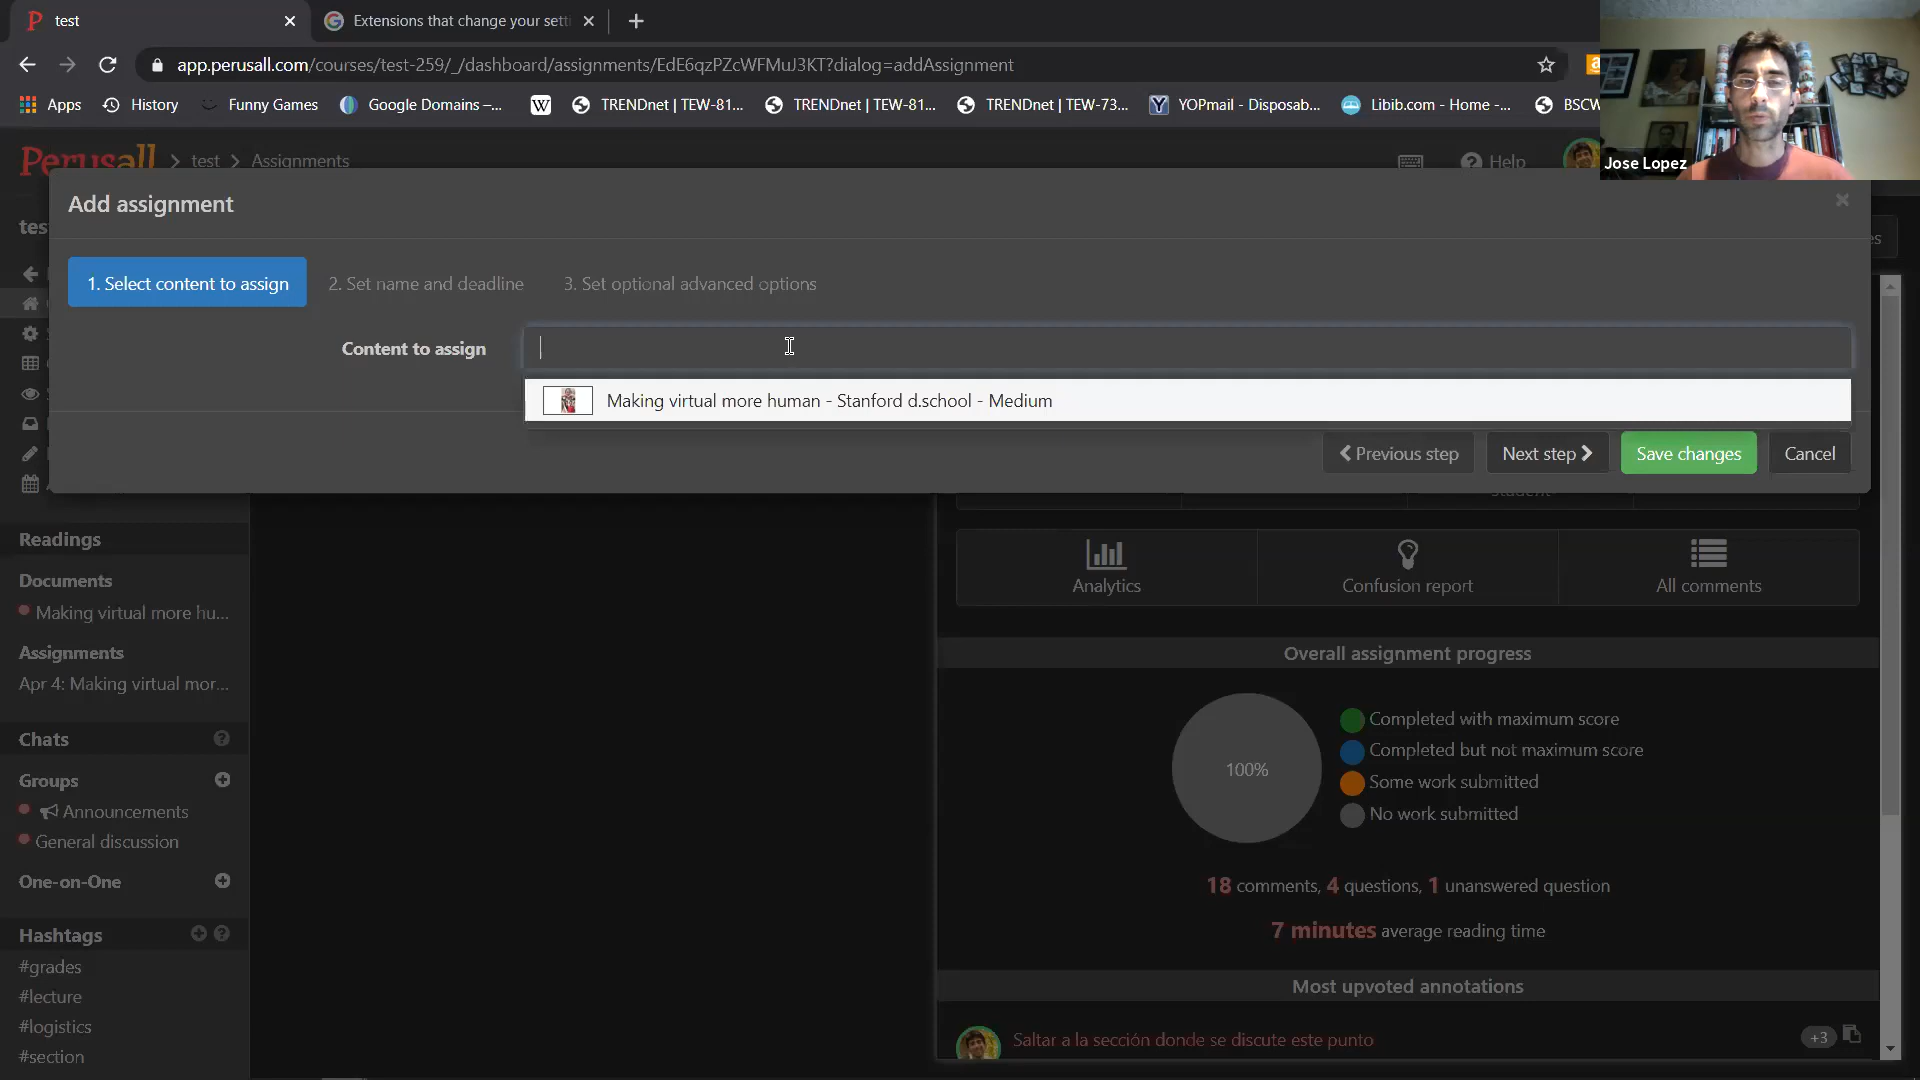 test
Extensions that change your sett
app.perusall.com/courses/test-259/_/dashboard/assignments/EdE6qzPZcWFMuJ3KT?dialog=addAssignment
Apps
History
Funny Games
Google Domains –...
TRENDnet | TEW-81...
TRENDnet | TEW-81...
TRENDnet | TEW-73...
YOPmail - Disposab...
Libib.com - Home -...
BSCW
Jose Lopez
Perusall
test
Assignments
Help
Add assignment
1. Select content to assign
2. Set name and deadline
3. Set optional advanced options
Content to assign
Making virtual more human - Stanford d.school - Medium
Previous step
Next step
Save changes
Cancel
Readings
Documents
Making virtual more hu...
Assignments
Apr 4: Making virtual mor...
Chats
Groups
Announcements
General discussion
One-on-One
Hashtags
#grades
#lecture
#logistics
#section
student
Analytics
Confusion report
All comments
Overall assignment progress
100%
Completed with maximum score
Completed but not maximum score
Some work submitted
No work submitted
18 comments, 4 questions, 1 unanswered question
7 minutes average reading time
Most upvoted annotations
Saltar a la sección donde se discute este punto
+3